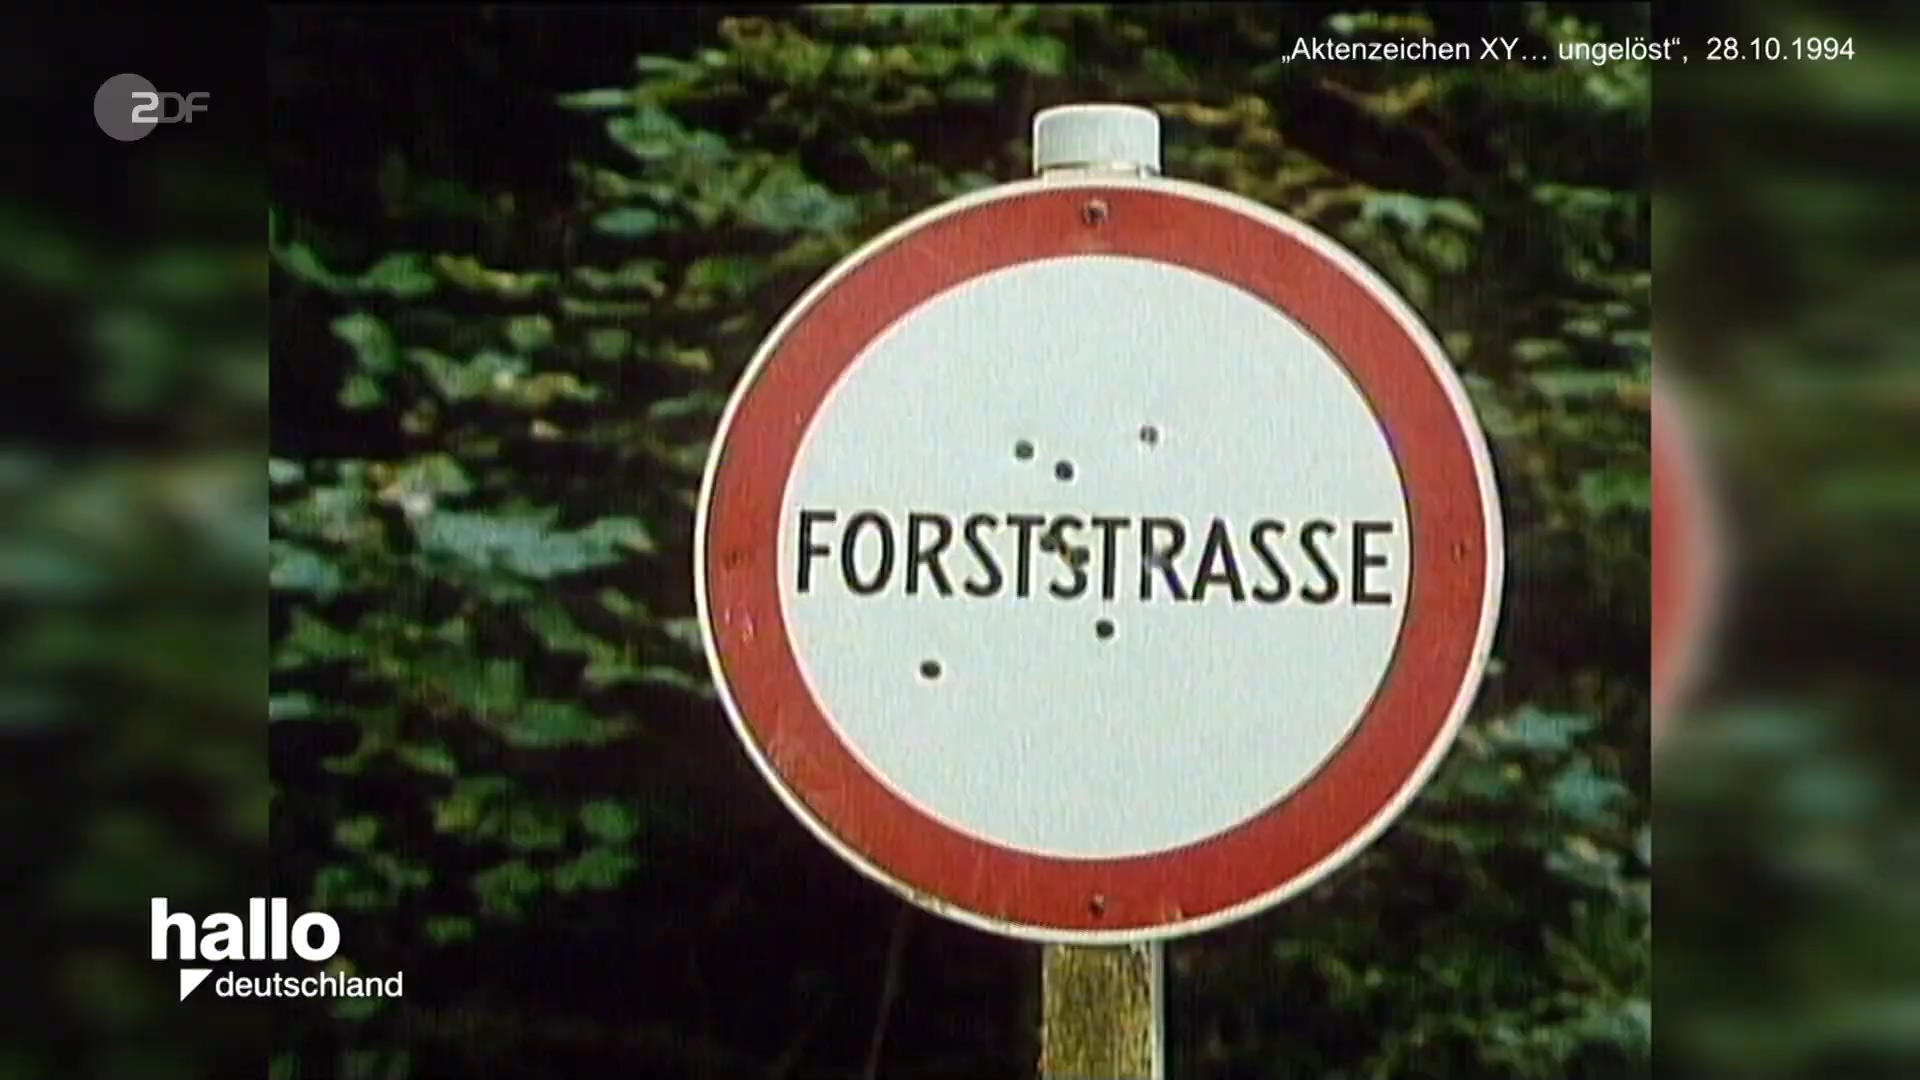 „Aktenzeichen XY... ungelöst“, 28.10.1994
2DF
FORSTSTRASSE
hallo
deutschland